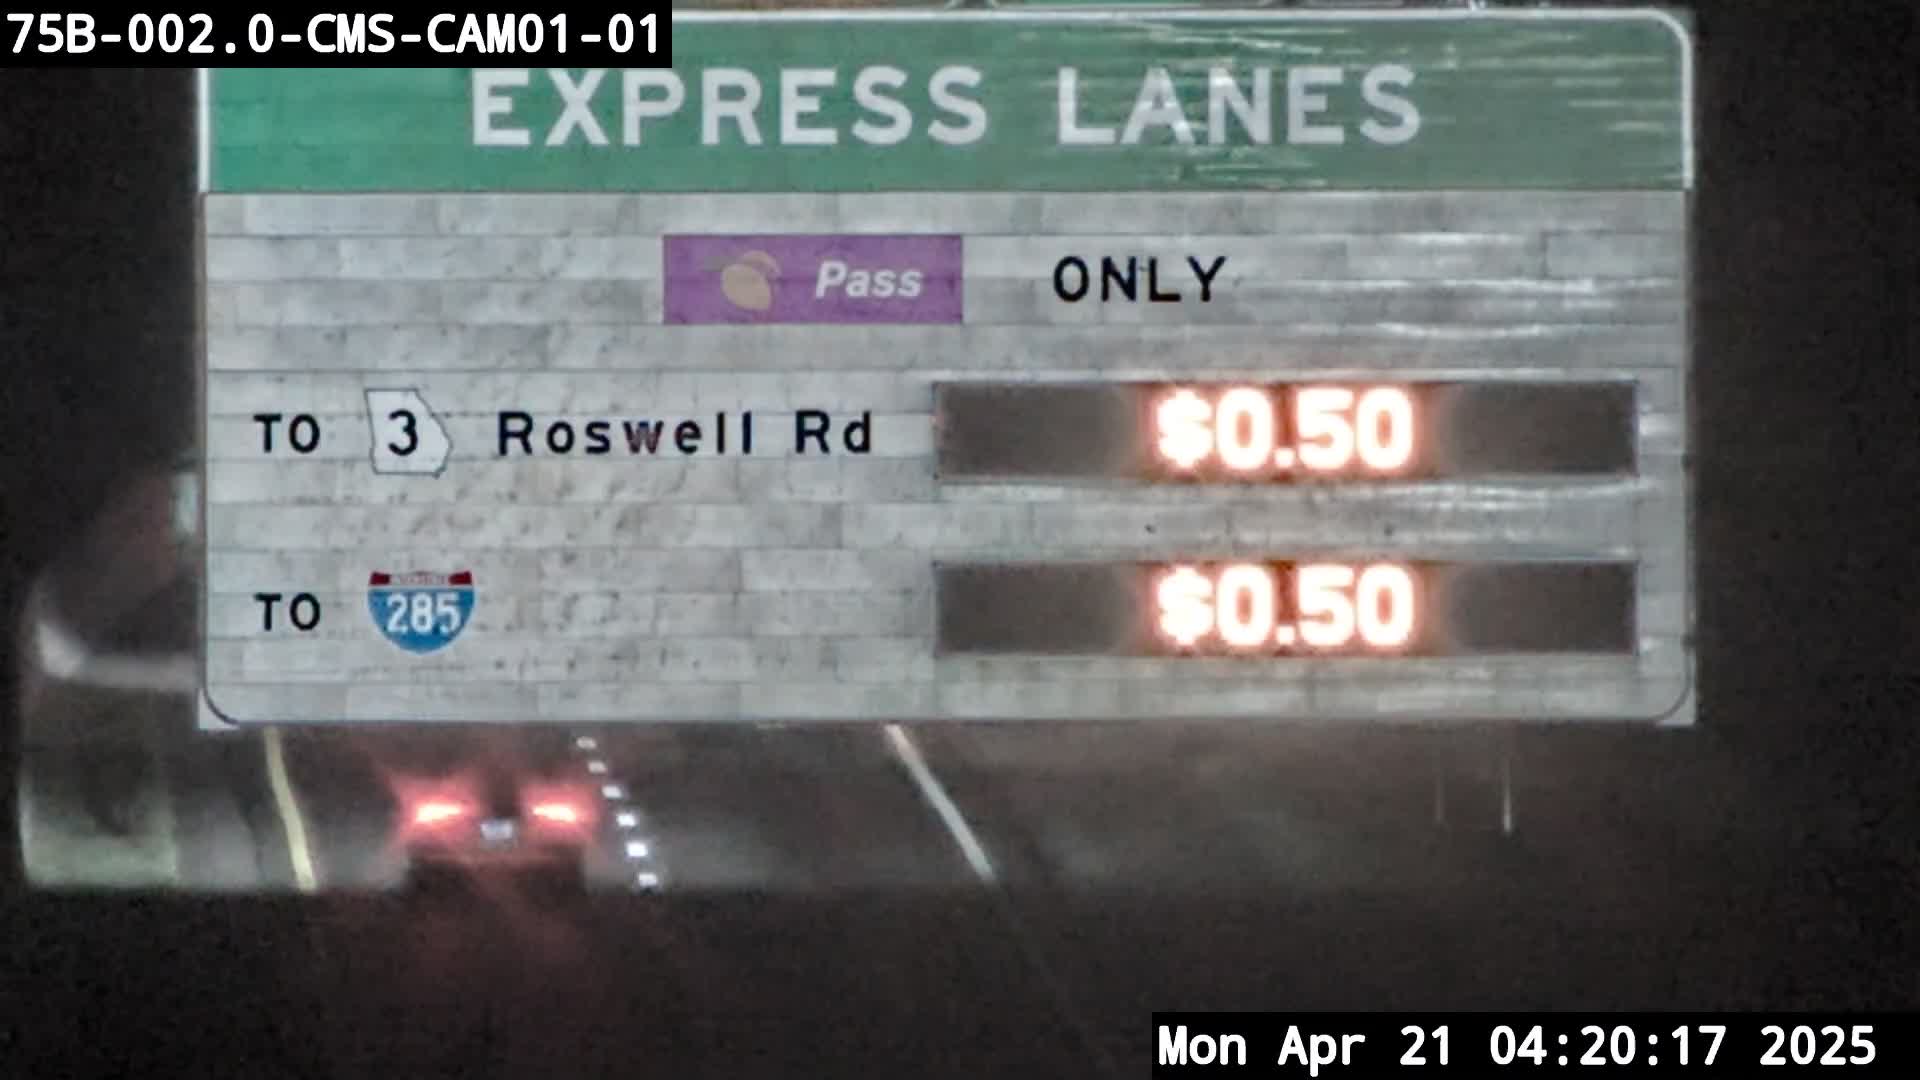 75B-002.0-CMS-CAM01-01
EXPRESS LANES
Pass ONLY
TO 3 Roswell Rd $0.50
TO 285 $0.50
Mon Apr 21 04:20:17 2025